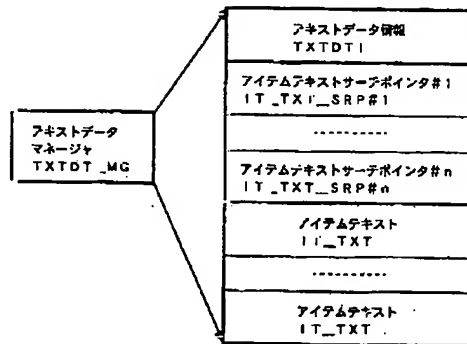 テキストデータ
マネージャ
TXTDT_MG
テキストデータ情報
TXTDTI
アイテムテキストサーチポインタ#1
IT_TXT_SRP#1
----------
アイテムテキストサーチポインタ#n
IT_TXT_SRP#n
アイテムテキスト
IT_TXT
----------
アイテムテキスト
IT_TXT